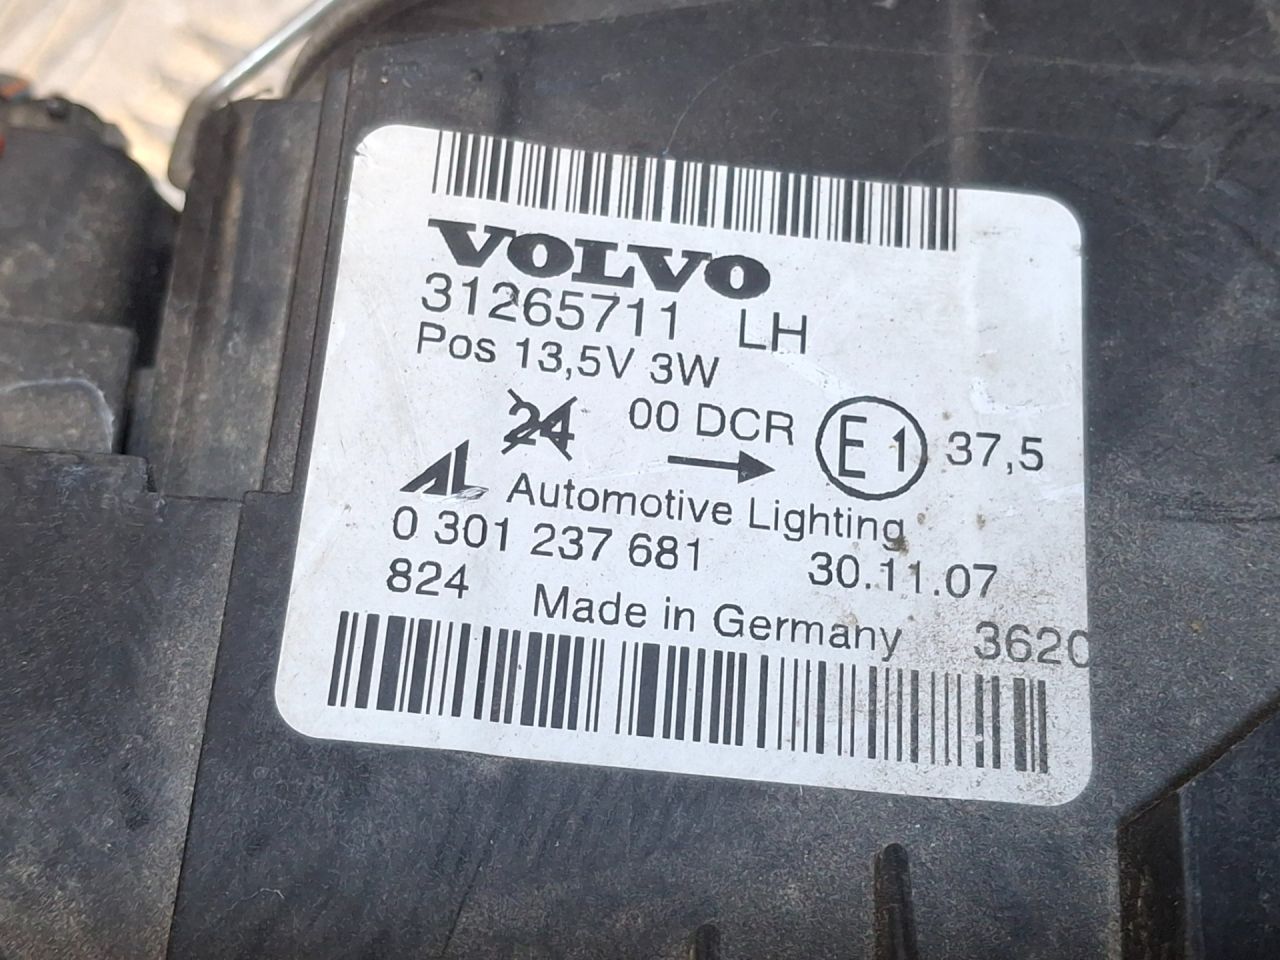 VOLVO
31265711 LH
Pos 13,5V 3W
24 00 DCR E1 37,5
AL Automotive Lighting
0 301 237 681 30.11.07
824 Made in Germany 3620